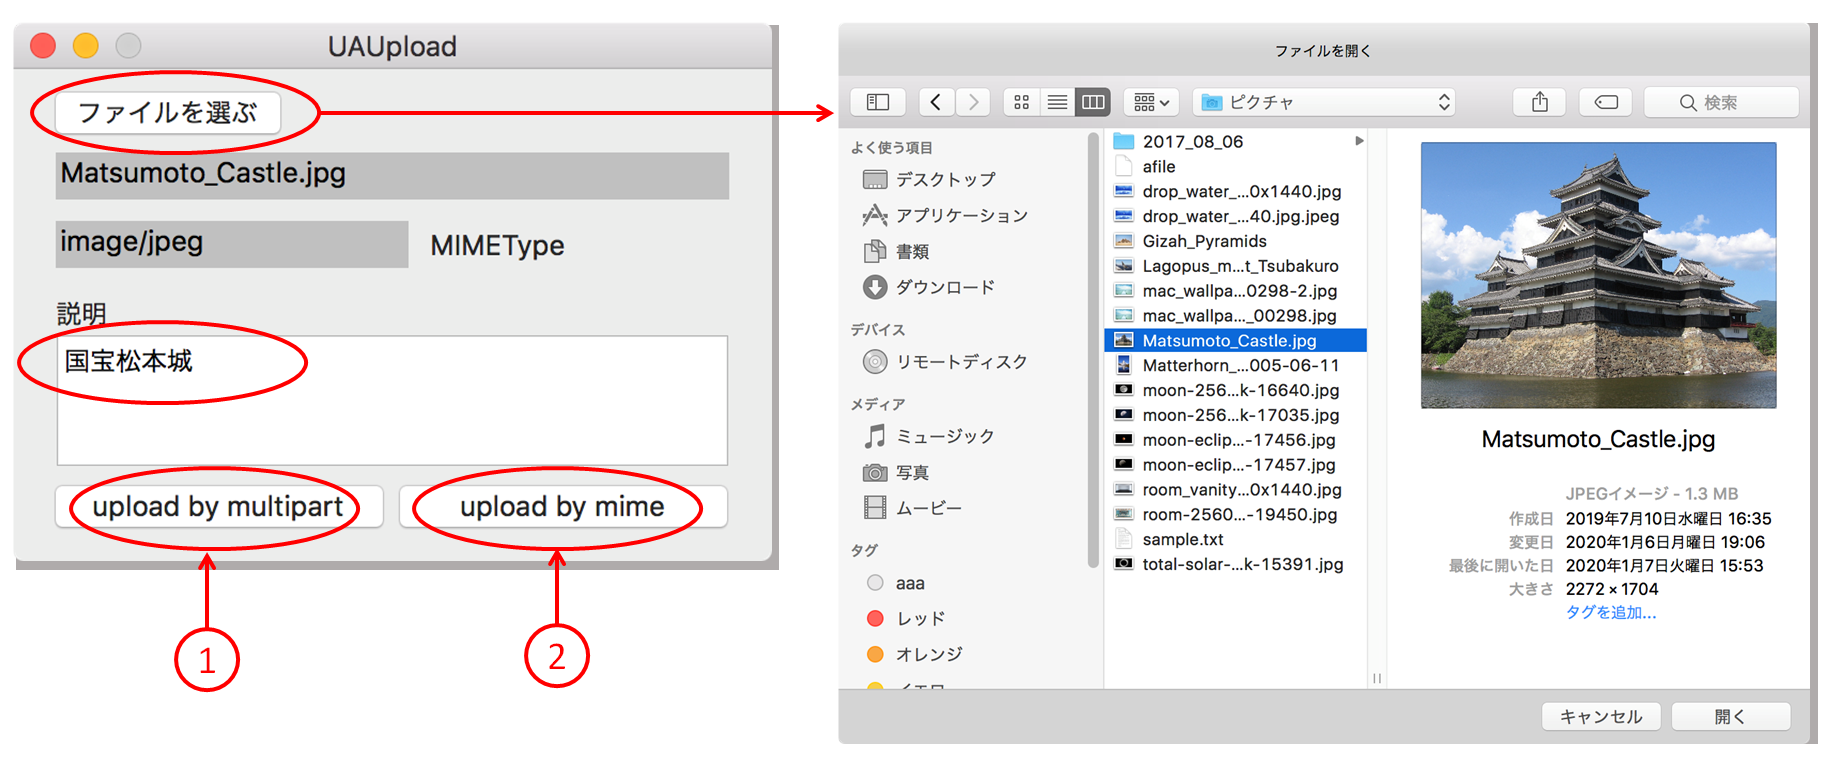 UAUpload
ファイルを選ぶ
Matsumoto_Castle.jpg
image/jpeg
MIMEType
説明
国宝松本城
upload by multipart
upload by mime
1
2
ファイルを開く
ピクチャ
検索
よく使う項目
デスクトップ
アプリケーション
書類
ダウンロード
デバイス
リモートディスク
メディア
ミュージック
写真
ムービー
タグ
aaa
レッド
オレンジ
イエロー
2017_08_06
afile
drop_water_...0x1440.jpg
drop_water_...40.jpg.jpeg
Gizah_Pyramids
Lagopus_m...t_Tsubakuro
mac_wallpa...0298-2.jpg
mac_wallpa..._00298.jpg
Matsumoto_Castle.jpg
Matterhorn_...005-06-11
moon-256...k-16640.jpg
moon-256...k-17035.jpg
moon-eclip...-17456.jpg
moon-eclip...-17457.jpg
room_vanity...0x1440.jpg
room-2560...-19450.jpg
sample.txt
total-solar-...k-15391.jpg
Matsumoto_Castle.jpg
JPEGイメージ - 1.3 MB
作成日 2019年7月10日水曜日 16:35
変更日 2020年1月6日月曜日 19:06
最後に開いた日 2020年1月7日火曜日 15:53
大きさ 2272 × 1704
タグを追加...
キャンセル
開く